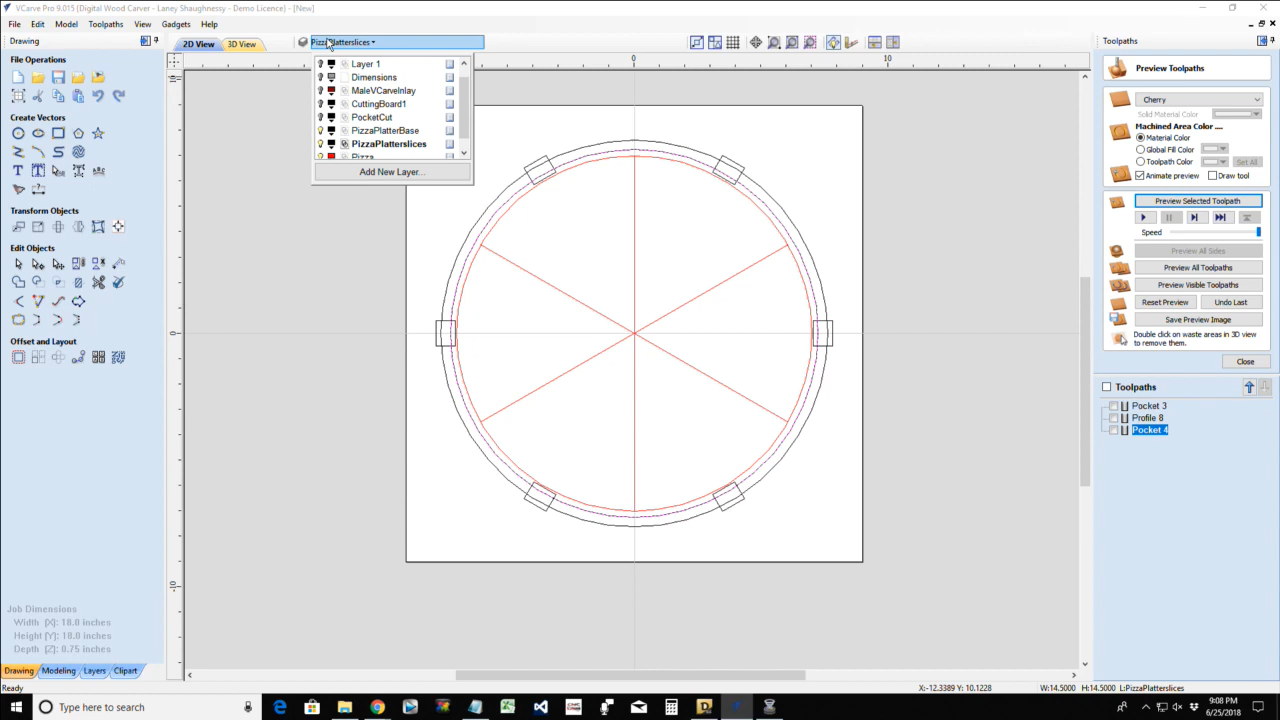 VCarve Pro 9.015 {Digital Wood Carver - Laney Shaughnessy - Demo Licence} - [New]
File Edit Model Toolpaths View Gadgets Help
Drawing
File Operations
Create Vectors
Transform Objects
Edit Objects
Offset and Layout
Job Dimensions
Width (X): 18.0 inches
Height (Y): 18.0 inches
Depth (Z): 0.75 inches
Drawing Modeling Layers Clipart
Ready
2D View 3D View PizzaPlatterslices
Layer 1
Dimensions
MaleVCarveInlay
CuttingBoard1
PocketCut
PizzaPlatterBase
PizzaPlatterslices
Pizza
Add New Layer...
0 10
0
-10
Toolpaths
Preview Toolpaths
Cherry
Solid Material Color
Machined Area Color ....
Material Color
Global Fill Color
Toolpath Color Set All
Animate preview Draw tool
Preview Selected Toolpath
Speed
Preview All Sides
Preview All Toolpaths
Preview Visible Toolpaths
Reset Preview Undo Last
Save Preview Image
Double click on waste areas in 3D view
to remove them.
Close
Toolpaths
Pocket 3
Profile 8
Pocket 4
X:-12.3389 Y: 10.1228 W:14.5000 H:14.5000 L:PizzaPlatterslices
Type here to search
9:08 PM
6/25/2018